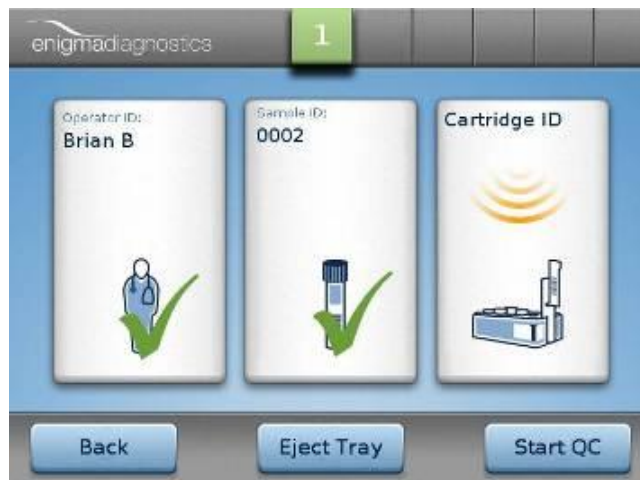 enigmadiagnostics
1
Operator ID:
Brian B
Sample ID:
0002
Cartridge ID
Back
Eject Tray
Start QC